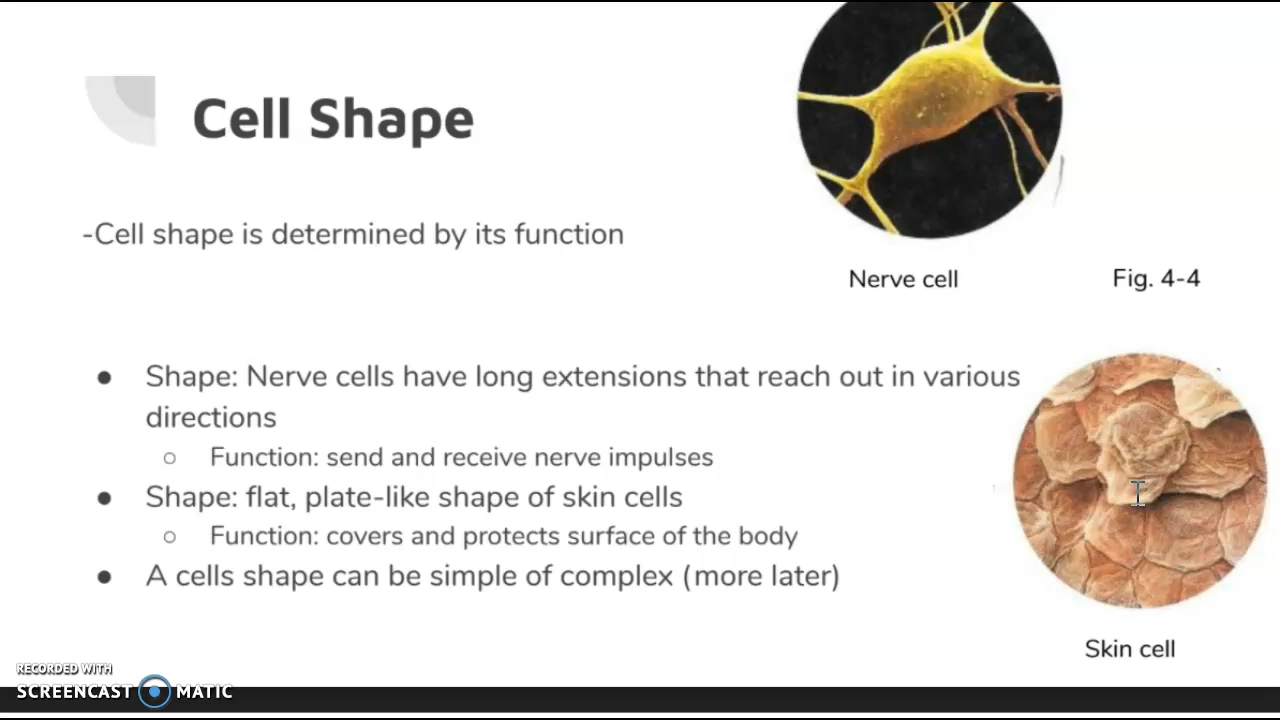 Cell Shape
-Cell shape is determined by its function
Nerve cell
Fig. 4-4
● Shape: Nerve cells have long extensions that reach out in various
directions
○ Function: send and receive nerve impulses
● Shape: flat, plate-like shape of skin cells
○ Function: covers and protects surface of the body
● A cells shape can be simple of complex (more later)
Skin cell
RECORDED WITH
SCREENCAST MATIC